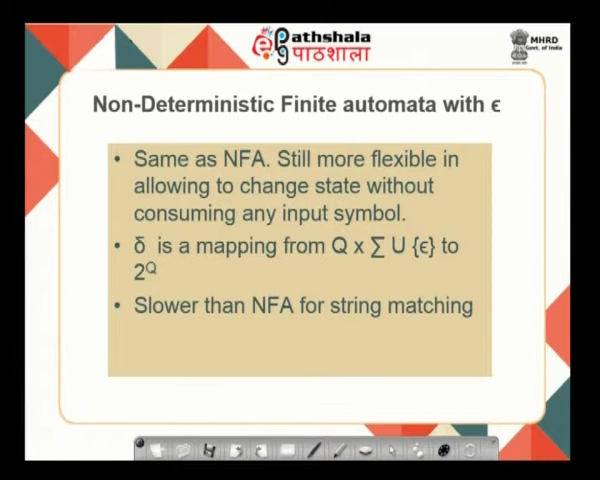 epgathshala
पाठशाला
MHRD
Govt. of India
Non-Deterministic Finite automata with ϵ
• Same as NFA. Still more flexible in
allowing to change state without
consuming any input symbol.
• δ is a mapping from Q x ∑ U {ϵ} to
2^Q
• Slower than NFA for string matching